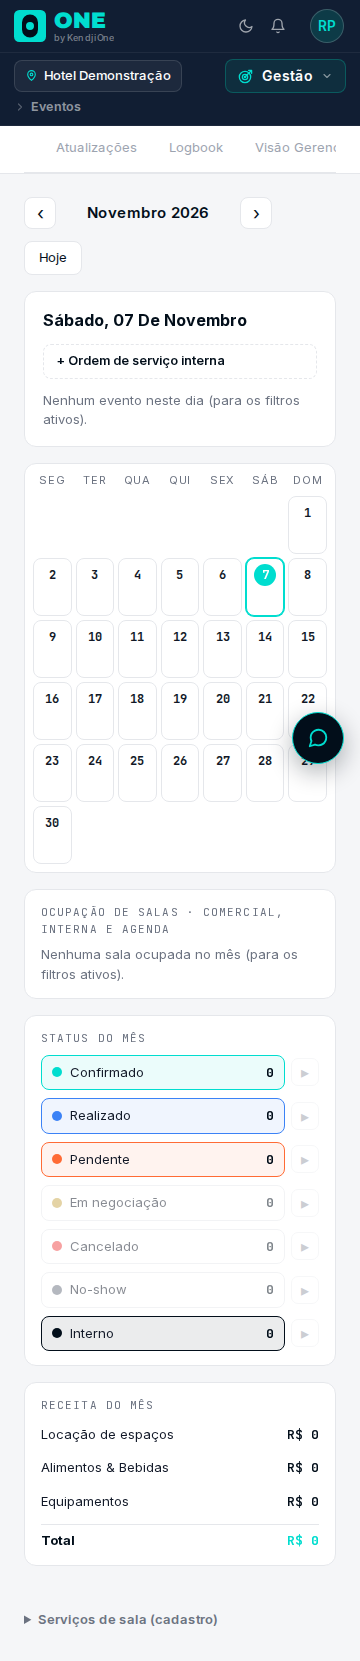 ONE
by KendjiOne
RP
Hotel Demonstração
Gestão
Eventos
Atualizações Logbook Visão Gerenc
‹ Novembro 2026 ›
Hoje
Sábado, 07 De Novembro
+ Ordem de serviço interna
Nenhum evento neste dia (para os filtros
ativos).
SEG TER QUA QUI SEX SÁB DOM
1
2 3 4 5 6 7 8
9 10 11 12 13 14 15
16 17 18 19 20 21 22
23 24 25 26 27 28
30
OCUPAÇÃO DE SALAS · COMERCIAL,
INTERNA E AGENDA
Nenhuma sala ocupada no mês (para os
filtros ativos).
STATUS DO MÊS
Confirmado 0
Realizado 0
Pendente 0
Em negociação 0
Cancelado 0
No-show 0
Interno 0
RECEITA DO MÊS
Locação de espaços R$ 0
Alimentos & Bebidas R$ 0
Equipamentos R$ 0
Total R$ 0
Serviços de sala (cadastro)